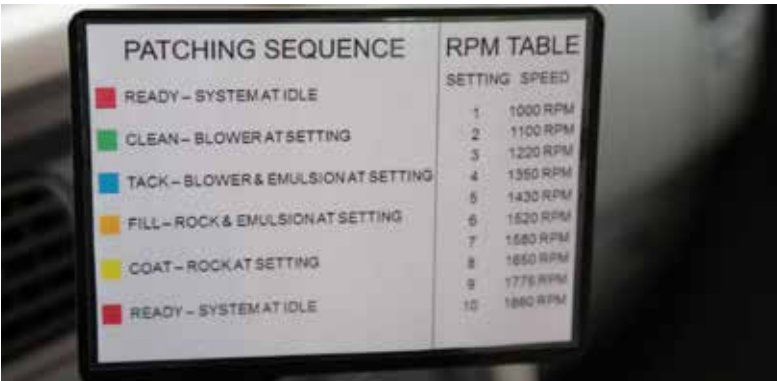 PATCHING SEQUENCE
READY – SYSTEM AT IDLE
CLEAN – BLOWER AT SETTING
TACK – BLOWER & EMULSION AT SETTING
FILL – ROCK & EMULSION AT SETTING
COAT – ROCK AT SETTING
READY – SYSTEM AT IDLE
RPM TABLE
SETTING SPEED
1 1000 RPM
2 1100 RPM
3 1220 RPM
4 1350 RPM
5 1430 RPM
6 1520 RPM
7 1580 RPM
8 1650 RPM
9 1775 RPM
10 1860 RPM